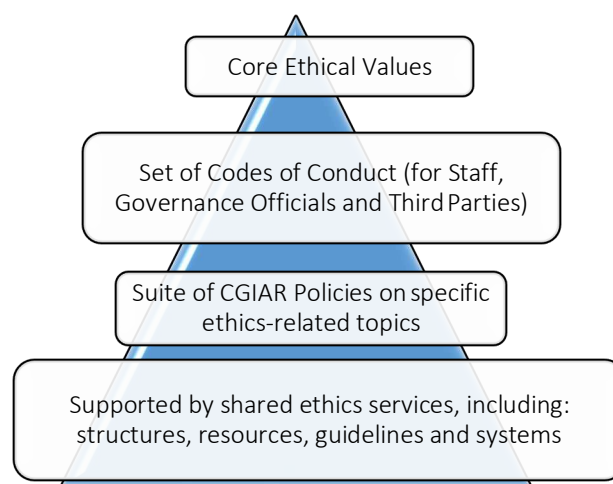 Core Ethical Values
Set of Codes of Conduct (for Staff,
Governance Officials and Third Parties)
Suite of CGIAR Policies on specific
ethics-related topics
Supported by shared ethics services, including:
structures, resources, guidelines and systems